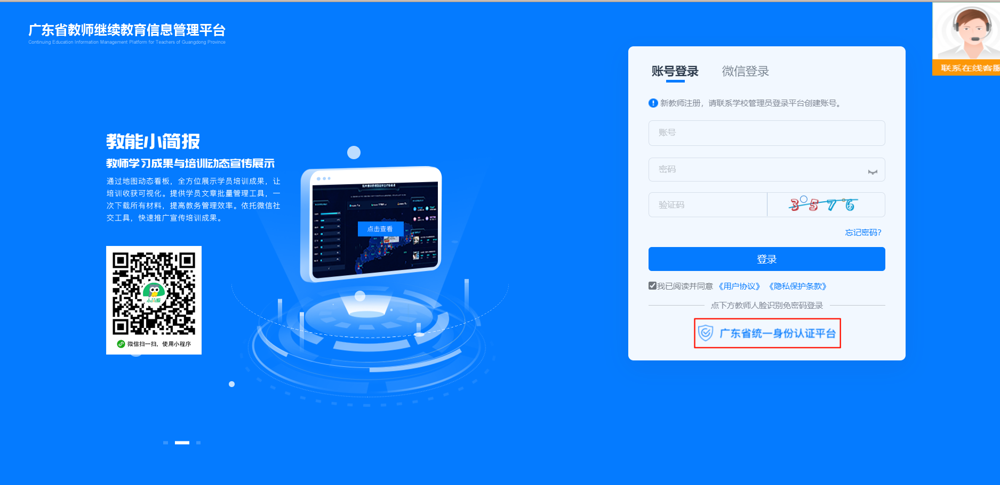 广东省教师继续教育信息管理平台
Continuing Education Information Management Platform for Teachers of Guangdong Province
联系在线客服
账号登录
微信登录
新教师注册，请联系学校管理员登录平台创建账号。
账号
密码
验证码
3576
忘记密码?
登录
我已阅读并同意 《用户协议》 《隐私保护条款》
点下方教师人脸识别免密码登录
广东省统一身份认证平台
教能小简报
教师学习成果与培训动态宣传展示
通过地图动态看板，全方位展示学员培训成果，让
培训收获可视化。提供学员文章批量管理工具，一
次下载所有材料，提高教务管理效率。依托微信社
交工具，快速推广宣传培训成果。
点击查看
小简报
微信扫一扫，使用小程序